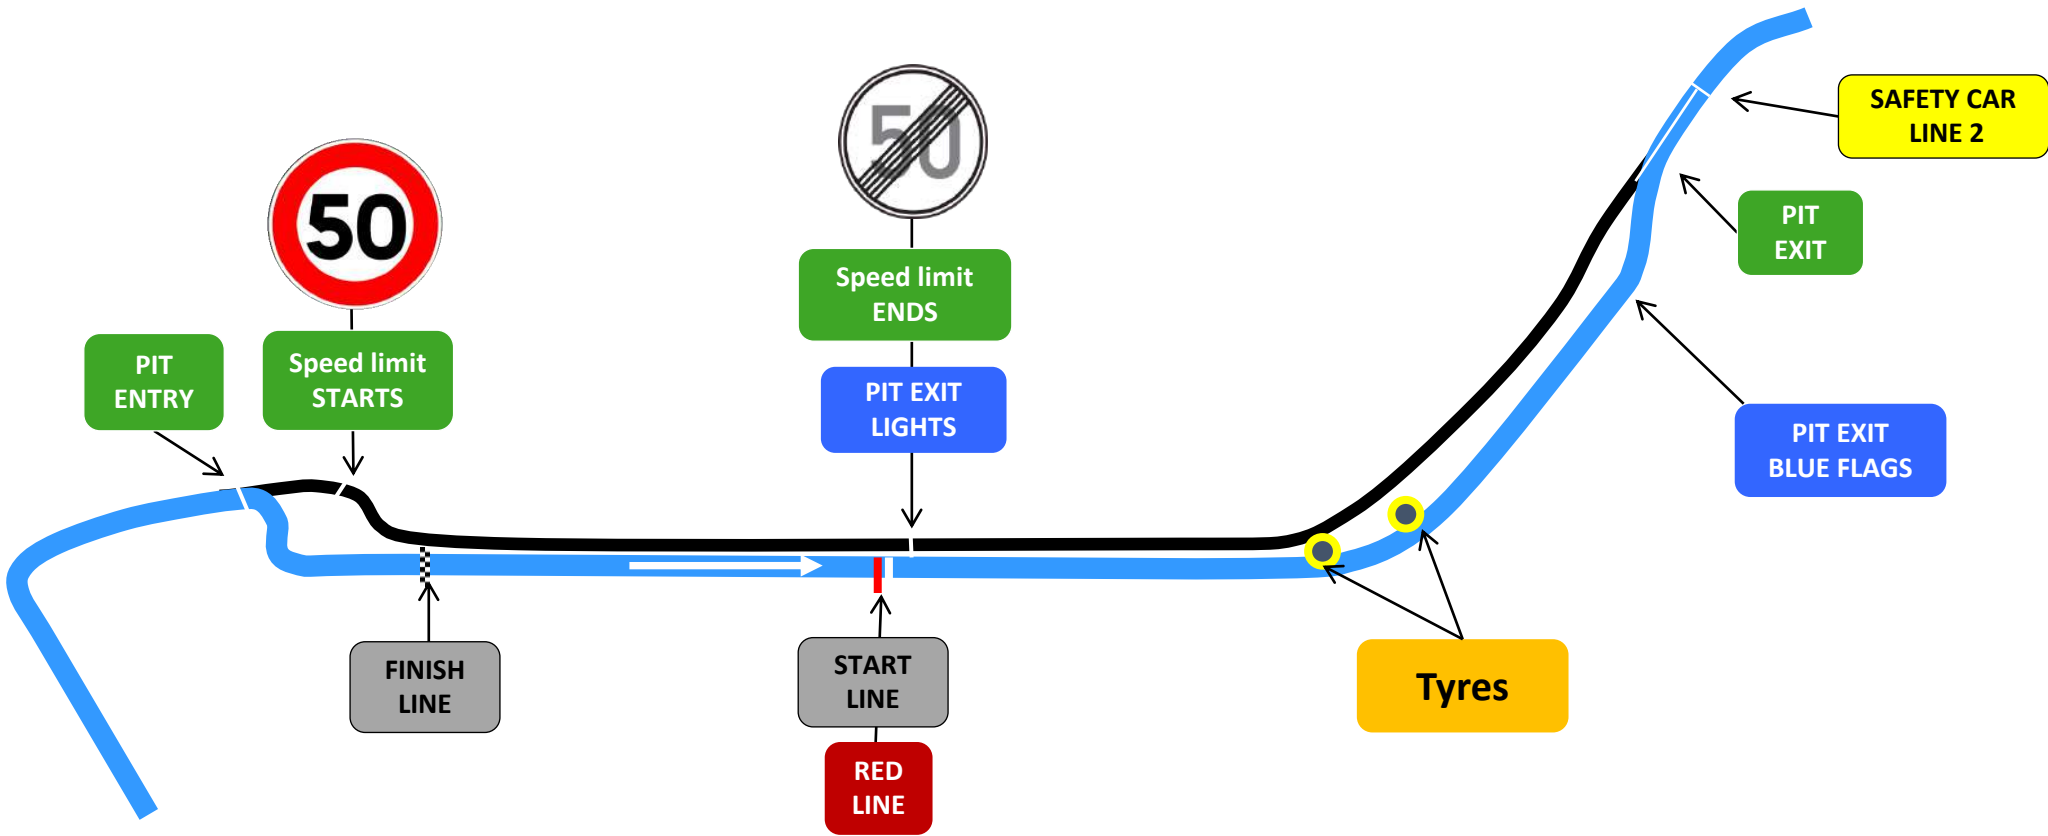 50
SAFETY CAR
LINE 2
50
PIT
EXIT
Speed limit
ENDS
PIT
ENTRY
Speed limit
STARTS
PIT EXIT
LIGHTS
PIT EXIT
BLUE FLAGS
FINISH
LINE
START
LINE
Tyres
RED
LINE